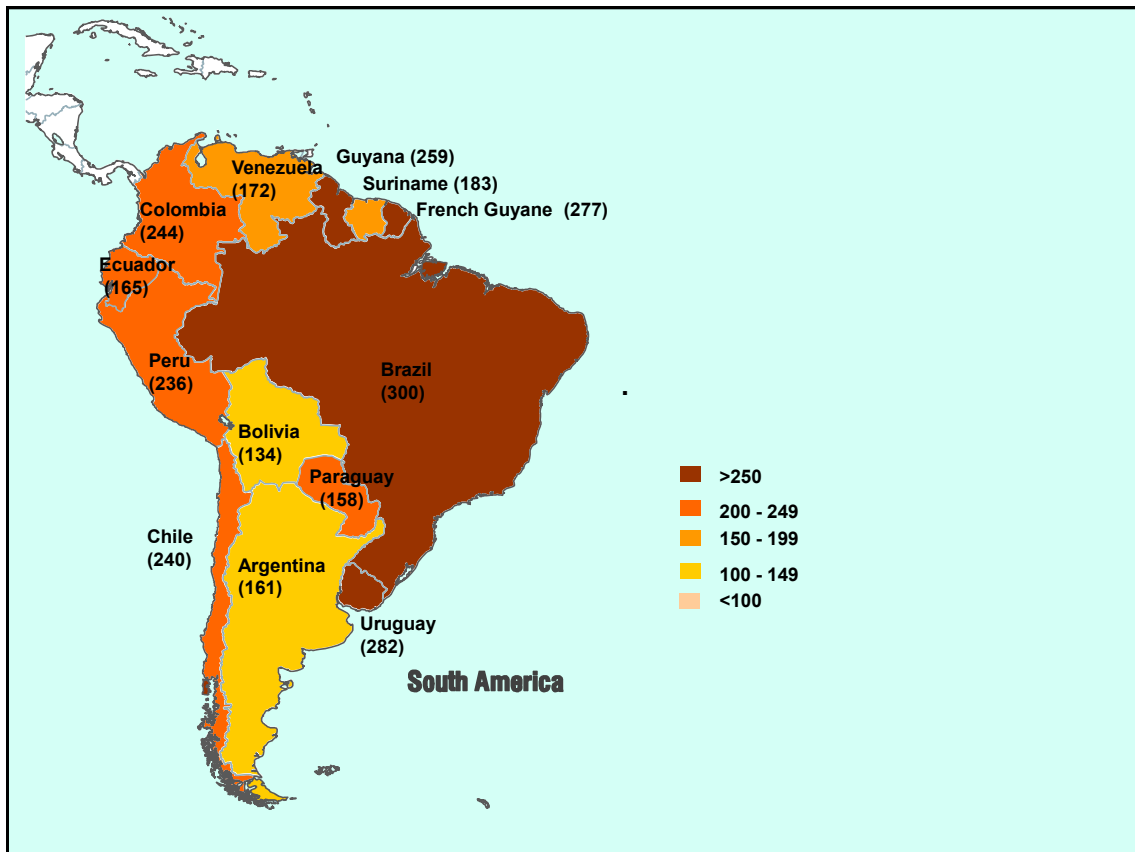 Guyana (259)
Venezuela
(172)
Suriname (183)
French Guyane (277)
Colombia
(244)
Ecuador
(165)
Peru
(236)
Brazil
(300)
Bolivia
(134)
Paraguay
(158)
Chile
(240)
Argentina
(161)
Uruguay
(282)
>250
200 - 249
150 - 199
100 - 149
<100
South America